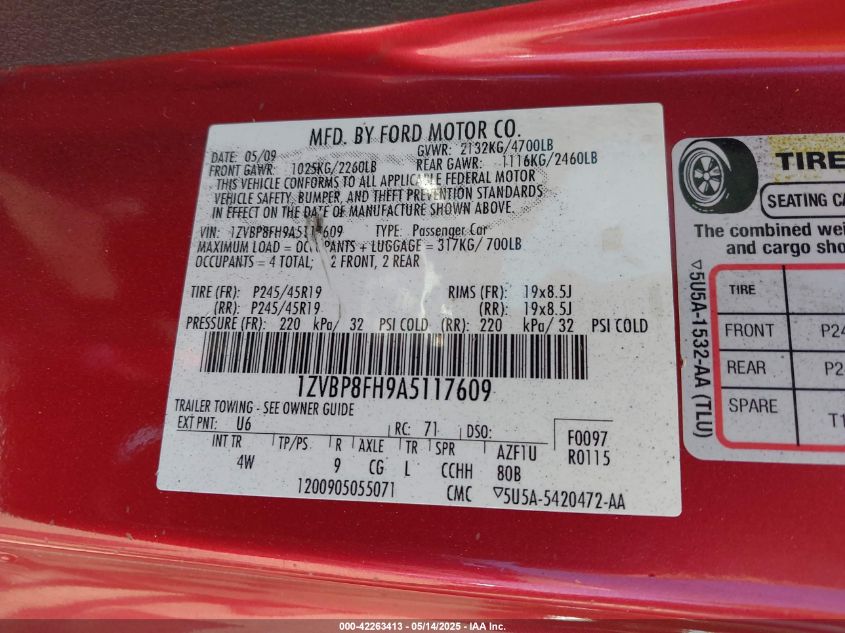 MFD. BY FORD MOTOR CO.
DATE: 05/09 GVWR: 2132KG/4700LB
FRONT GAWR: 1025KG/2260LB REAR GAWR: 1116KG/2460LB
THIS VEHICLE CONFORMS TO ALL APPLICABLE FEDERAL MOTOR
VEHICLE SAFETY, BUMPER, AND THEFT PREVENTION STANDARDS
IN EFFECT ON THE DATE OF MANUFACTURE SHOWN ABOVE.
VIN: 1ZVBP8FH9A5117609 TYPE: Passenger Car
MAXIMUM LOAD = OCCUPANTS + LUGGAGE = 317KG/ 700LB
OCCUPANTS = 4 TOTAL; 2 FRONT, 2 REAR
TIRE (FR): P245/45R19 RIMS (FR): 19x8.5J
(RR): P245/45R19 (RR): 19x8.5J
PRESSURE (FR): 220 kPa/ 32 PSI COLD (RR): 220 kPa/ 32 PSI COLD
1ZVBP8FH9A5117609
TRAILER TOWING - SEE OWNER GUIDE
EXT PNT: U6 RC: 71 DSO: F0097
INT TR TP/PS R AXLE TR SPR AZF1U R0115
4W 9 CG L CCHH 80B
1200905055071 CMC ▽5U5A-5420472-AA
TIRE
SEATING CA
The combined wei
and cargo sho
TIRE
FRONT P24
REAR P2
SPARE T1
▽5U5A-1532-AA (TLU)
000-42263413 - 05/14/2025 - IAA Inc.